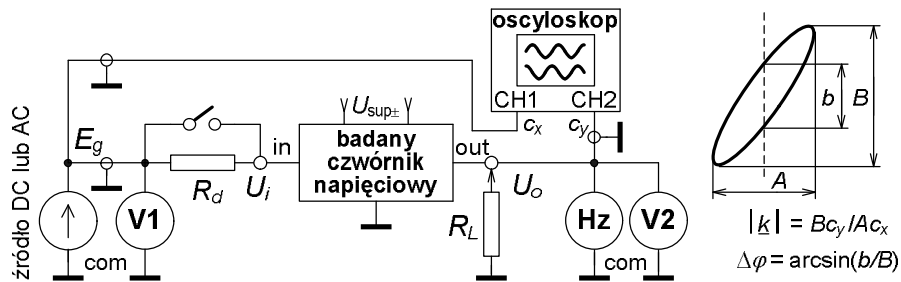 oscyloskop
CH1 CH2
c_x c_y
U_sup±
źródło DC lub AC
E_g
V1
R_d
U_i
in
badany
czwórnik
napięciowy
out
U_o
R_L
Hz
V2
com
com
b
B
A
|k| = Bc_y/Ac_x
Δφ = arcsin(b/B)